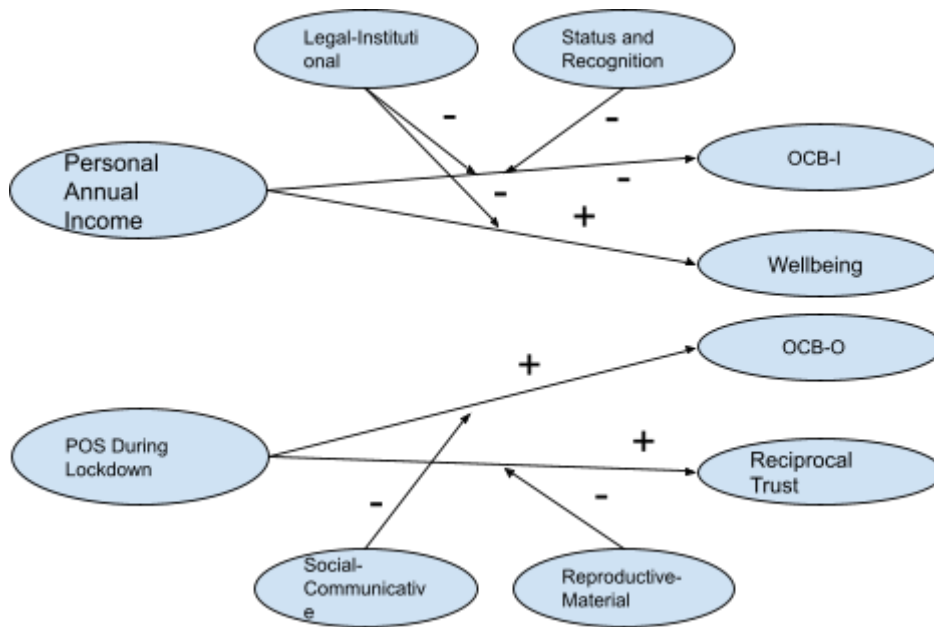 Legal-Instituti
onal
Status and
Recognition
-
-
Personal
Annual
Income
OCB-I
-
-
+
Wellbeing
OCB-O
+
POS During
Lockdown
+
Reciprocal
Trust
-
-
Social-
Communicativ
e
Reproductive-
Material